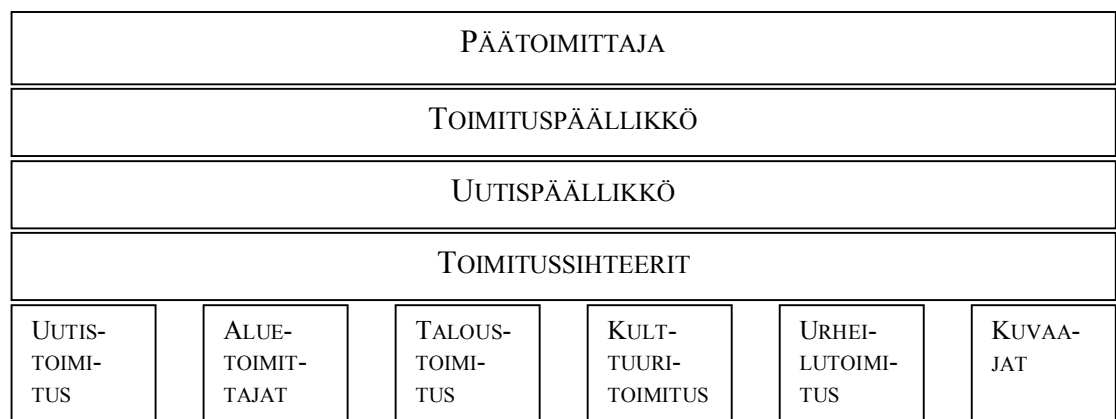 PÄÄTOIMITTAJA
TOIMITUSPÄÄLLIKKÖ
UUTISPÄÄLLIKKÖ
TOIMITUSSIHTEERIT
UUTIS-
TOIMI-
TUS
ALUE-
TOIMIT-
TAJAT
TALOUS-
TOIMI-
TUS
KULT-
TUURI-
TOIMITUS
URHEI-
LUTOIMI-
TUS
KUVAA-
JAT